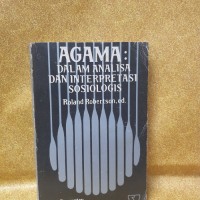 AGAMA:
DALAM ANALISA
DAN INTERPRETASI
SOSIOLOGIS
Roland Robertson, ed.